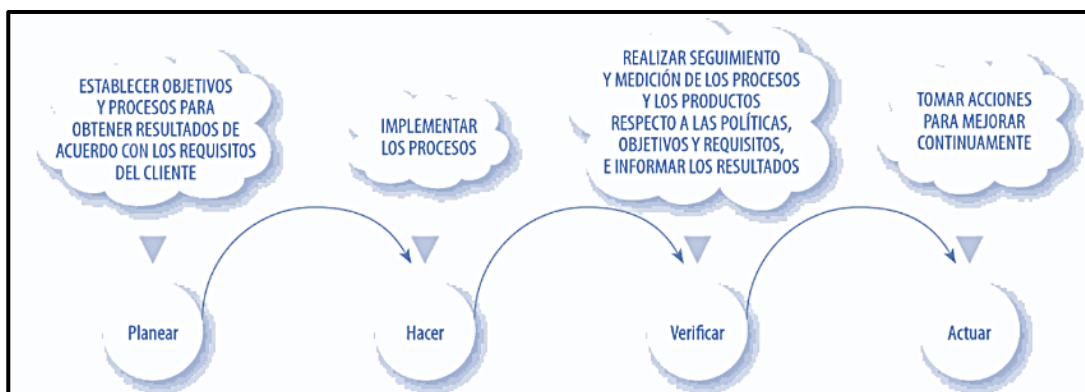 ESTABLECER OBJETIVOS
Y PROCESOS PARA
OBTENER RESULTADOS DE
ACUERDO CON LOS REQUISITOS
DEL CLIENTE
IMPLEMENTAR
LOS PROCESOS
REALIZAR SEGUIMIENTO
Y MEDICIÓN DE LOS PROCESOS
Y LOS PRODUCTOS
RESPECTO A LAS POLÍTICAS,
OBJETIVOS Y REQUISITOS,
E INFORMAR LOS RESULTADOS
TOMAR ACCIONES
PARA MEJORAR
CONTINUAMENTE
Planear
Hacer
Verificar
Actuar